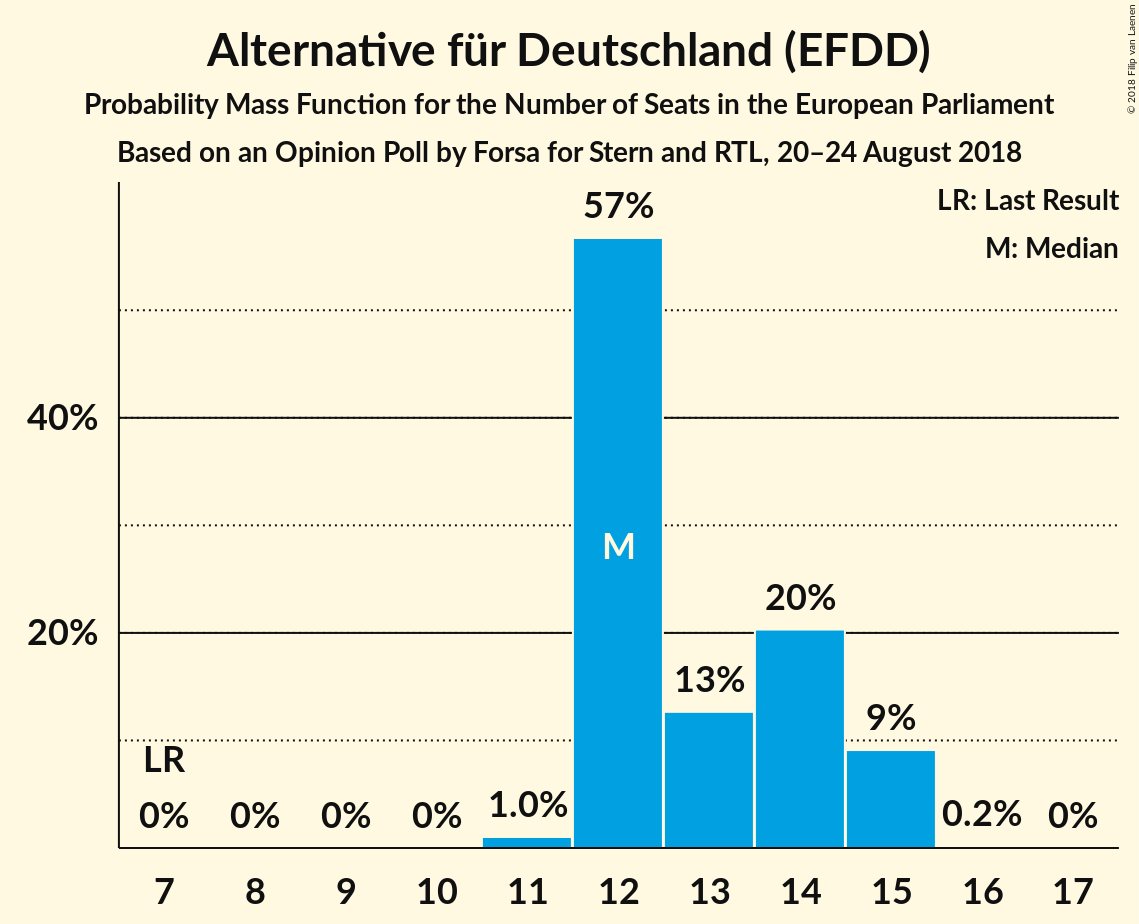 Alternative für Deutschland (EFDD)
Probability Mass Function for the Number of Seats in the European Parliament
Based on an Opinion Poll by Forsa for Stern and RTL, 20–24 August 2018
© 2018 Filip van Laenen
LR: Last Result
M: Median
57%
40%
M
20%
20%
13%
9%
LR
0% 0% 0% 0% 1.0% 0.2% 0%
7 8 9 10 11 12 13 14 15 16 17